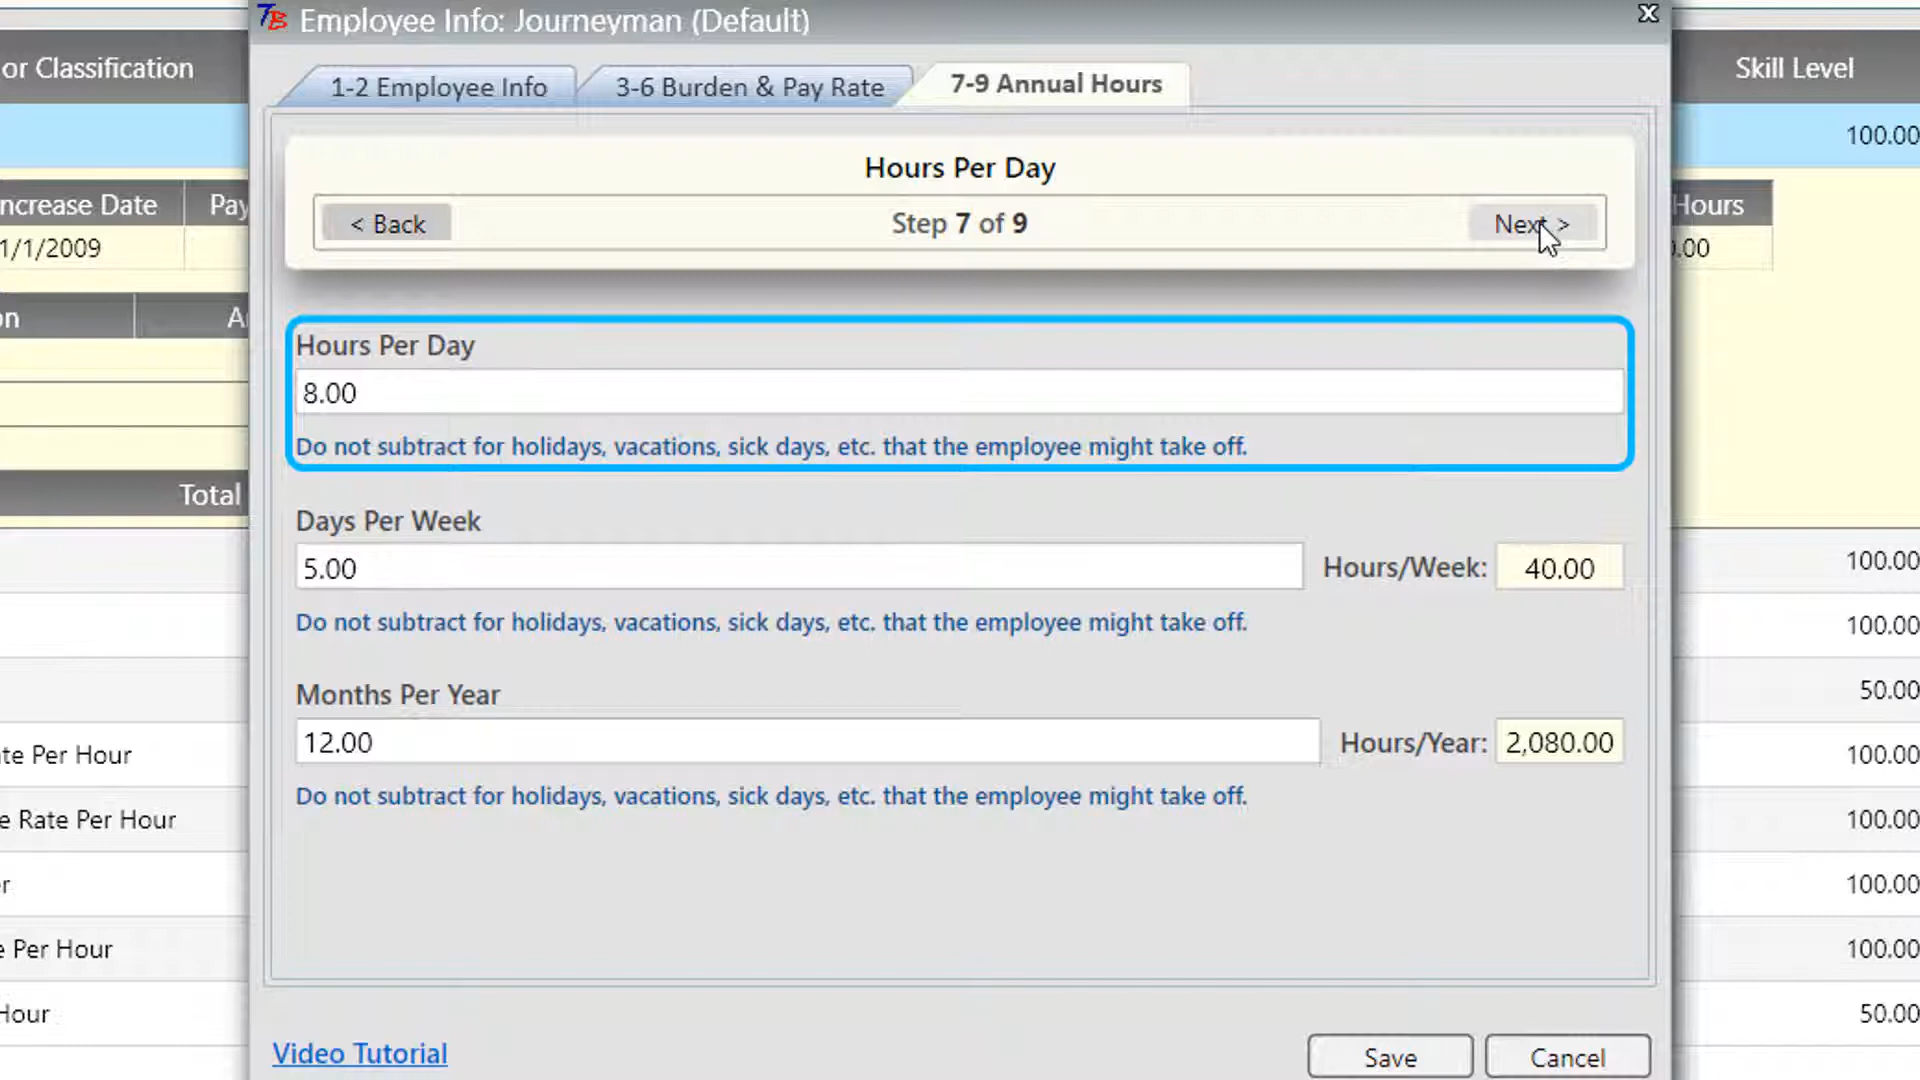 7B Employee Info: Journeyman (Default) x
or Classification
Skill Level
1-2 Employee Info 3-6 Burden & Pay Rate 7-9 Annual Hours
100.00
Hours Per Day
ncrease Date Pay
Hours
< Back Step 7 of 9 Next >
1/1/2009
.00
on
Hours Per Day
8.00
Do not subtract for holidays, vacations, sick days, etc. that the employee might take off.
Total
Days Per Week
5.00 Hours/Week: 40.00
100.00
Do not subtract for holidays, vacations, sick days, etc. that the employee might take off.
100.00
Months Per Year
50.00
12.00 Hours/Year: 2,080.00
te Per Hour
100.00
Do not subtract for holidays, vacations, sick days, etc. that the employee might take off.
e Rate Per Hour
100.00
r
100.00
e Per Hour
100.00
Hour
50.00
Video Tutorial Save Cancel